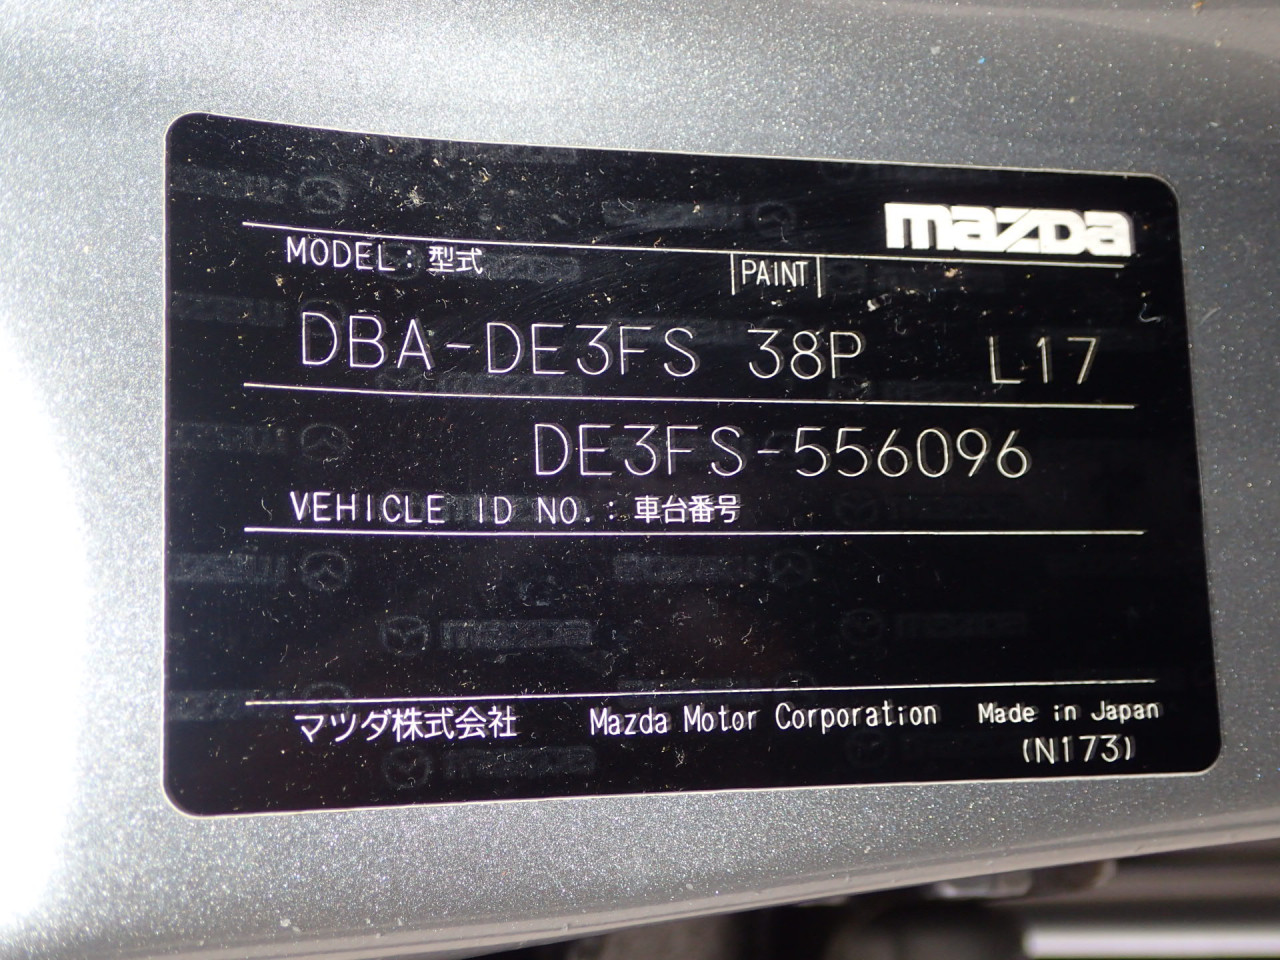 mazda
MODEL：型式 PAINT
DBA-DE3FS 38P L17
DE3FS-556096
VEHICLE ID NO.：車台番号
マツダ株式会社 Mazda Motor Corporation Made in Japan
(N173)